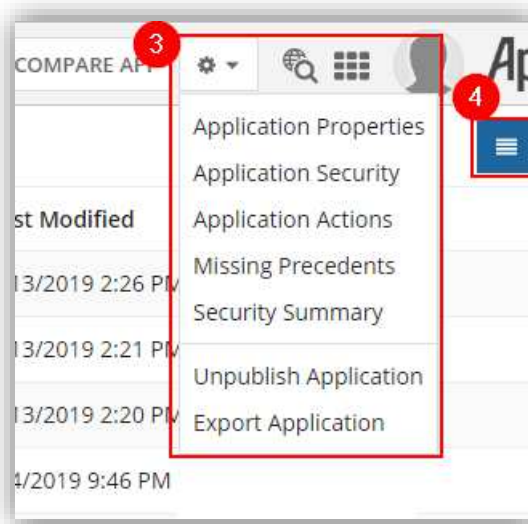 3
COMPARE APP
Ap
4
Application Properties
Application Security
st Modified
Application Actions
Missing Precedents
13/2019 2:26 PM
Security Summary
13/2019 2:21 PM
Unpublish Application
13/2019 2:20 PM
Export Application
4/2019 9:46 PM